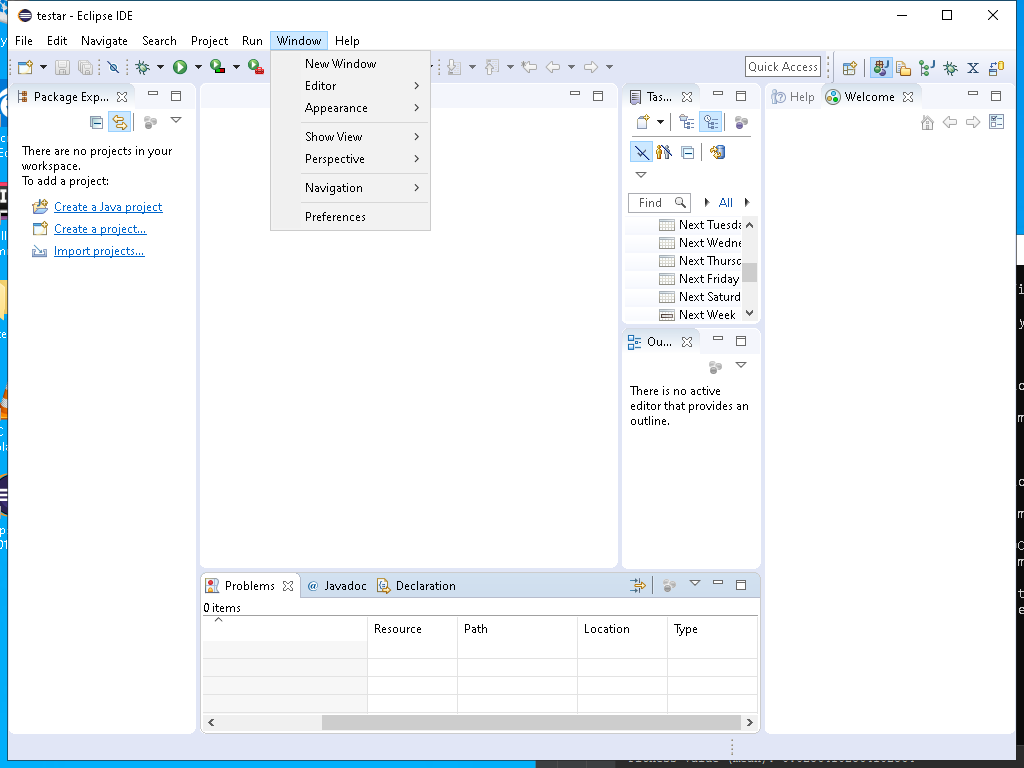 testar - Eclipse IDE
File Edit Navigate Search Project Run Window Help
New Window
Editor
Appearance
Show View
Perspective
Navigation
Preferences
Quick Access
Package Exp...
There are no projects in your
workspace.
To add a project:
Create a Java project
Create a project...
Import projects...
Tas...
Find
All
Next Tuesda
Next Wedne
Next Thursd
Next Friday
Next Saturd
Next Week
Ou...
There is no active
editor that provides an
outline.
Help Welcome
Problems @ Javadoc Declaration
0 items
Resource Path Location Type